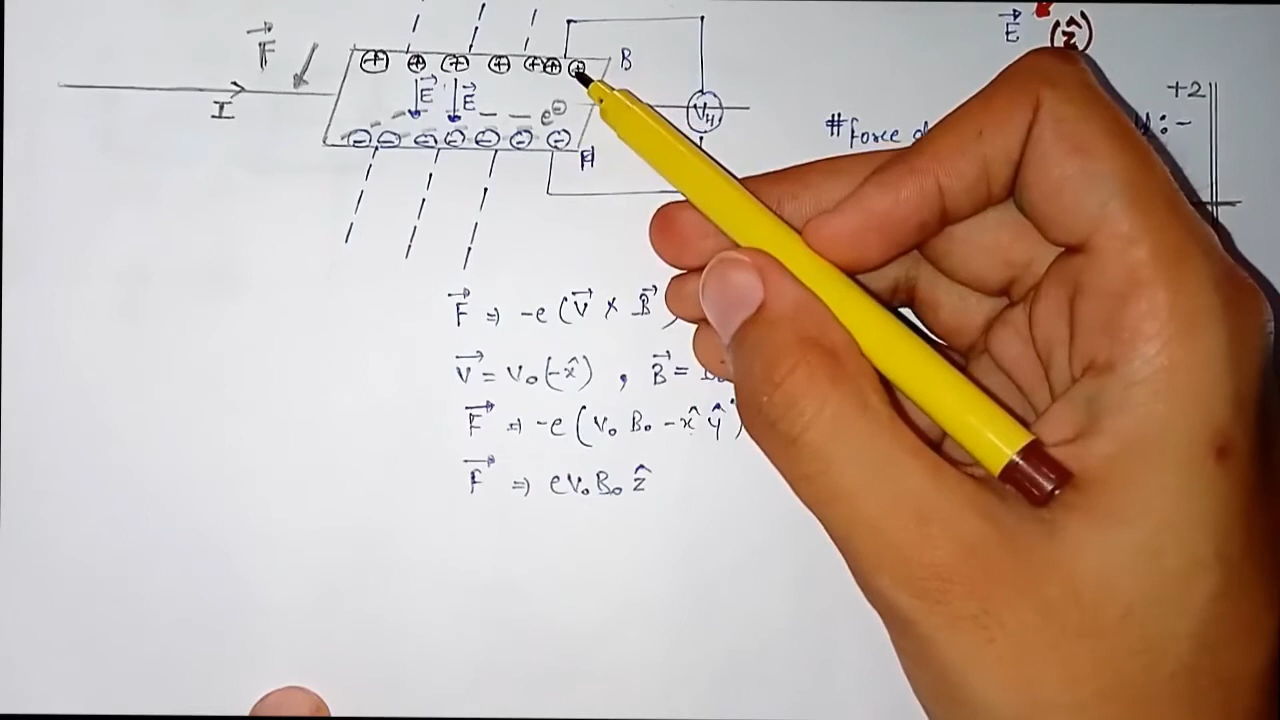 E⃗ (ẑ)
F⃗
I
⊕ ⊕ ⊕ ⊕ ⊕ ⊕ ⊕ B
E⃗ E⃗
e⊖
V_H
⊖ ⊖ ⊖ ⊖ ⊖ ⊖ ⊖
+2
#force :-
F⃗ ⇒ -e (V⃗ × B⃗
V⃗ = V₀(-x̂) , B⃗ =
F⃗ ⇒ -e (V₀ B₀ -x̂ ŷ)
F⃗ ⇒ eV₀B₀ ẑ